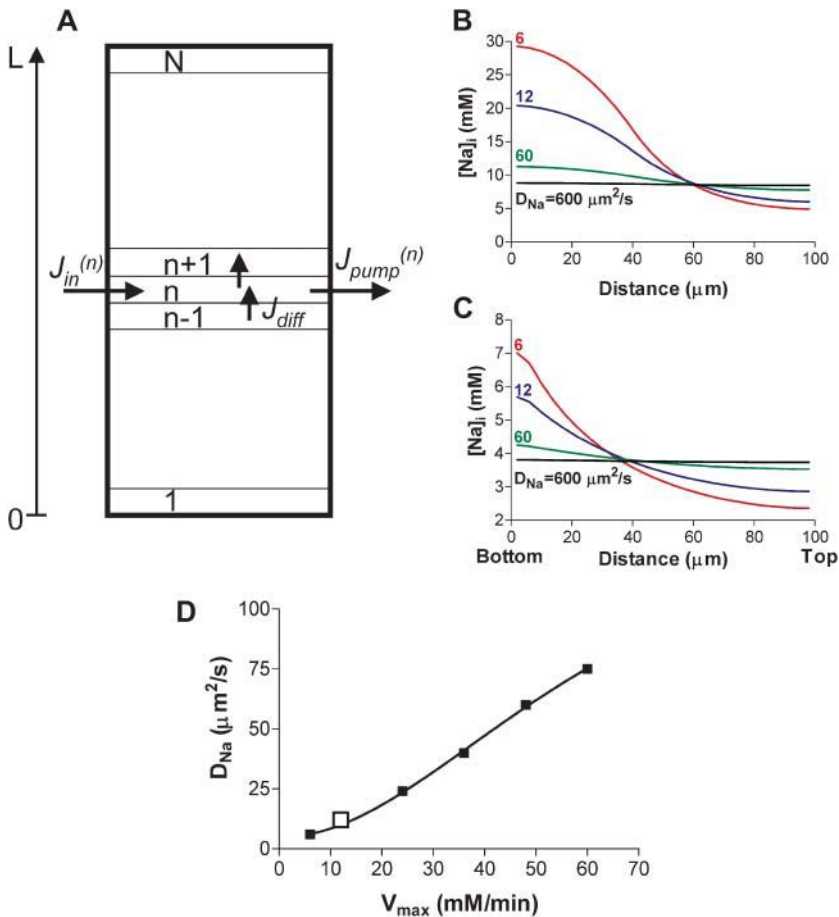 A
L
N
J_in^(n)
n+1
J_pump^(n)
n
n-1
J_diff
1
0
B
[Na]i (mM)
30
25
20
15
10
5
0
6
12
60
D_Na=600 μm²/s
0 20 40 60 80 100
Distance (μm)
C
[Na]i (mM)
8
7
6
5
4
3
2
6
12
60
D_Na=600 μm²/s
0 20 40 60 80 100
Bottom Distance (μm) Top
D
D_Na (μm²/s)
100
75
50
25
0
0 10 20 30 40 50 60 70
V_max (mM/min)